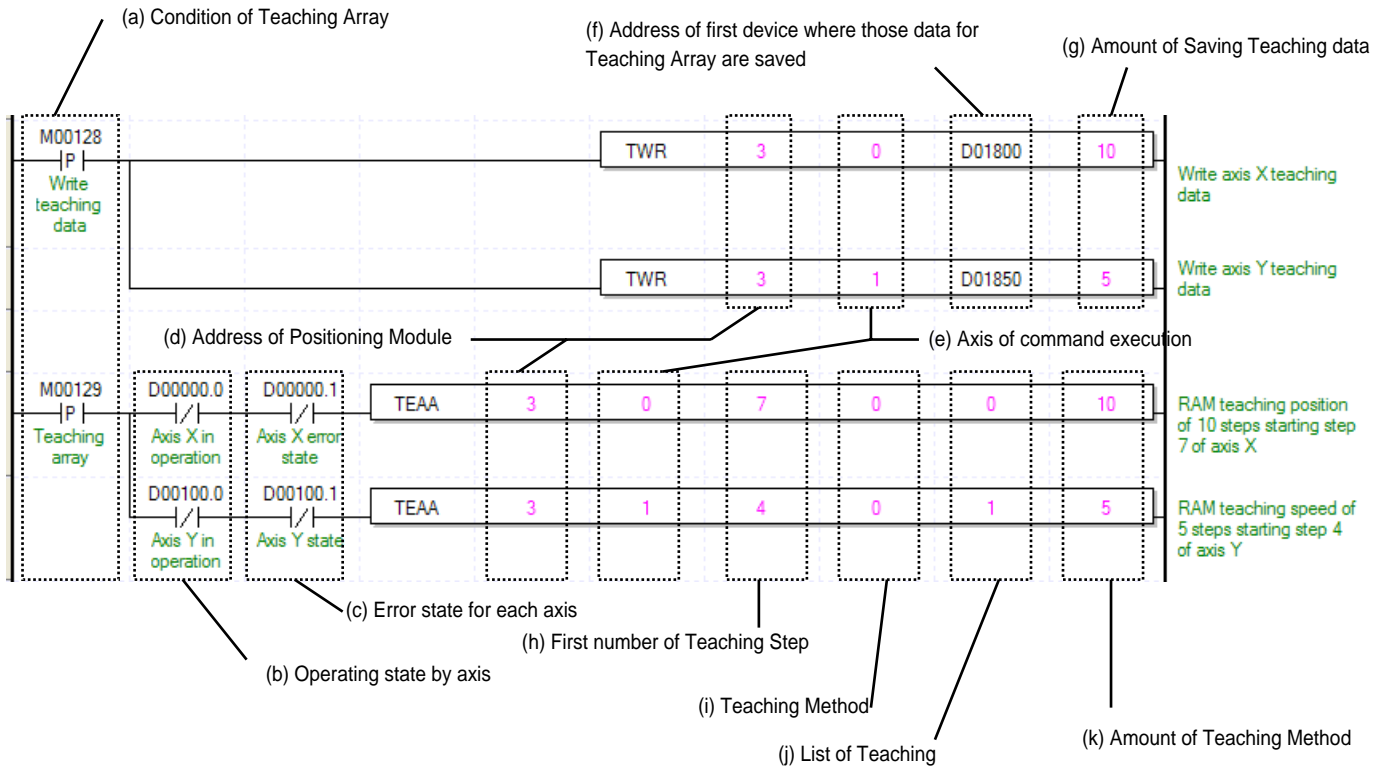 (a) Condition of Teaching Array
(f) Address of first device where those data for
Teaching Array are saved
(g) Amount of Saving Teaching data
M00128
P
Write
teaching
data
TWR 3 0 D01800 10
Write axis X teaching
data
TWR 3 1 D01850 5
Write axis Y teaching
data
(d) Address of Positioning Module
(e) Axis of command execution
M00129 D00000.0 D00000.1
P
TEAA 3 0 7 0 0 10
Teaching
array
Axis X in
operation
Axis X error
state
RAM teaching position
of 10 steps starting step
7 of axis X
D00100.0 D00100.1
TEAA 3 1 4 0 1 5
Axis Y in
operation
Axis Y state
RAM teaching speed of
5 steps starting step 4
of axis Y
(c) Error state for each axis
(h) First number of Teaching Step
(b) Operating state by axis
(i) Teaching Method
(j) List of Teaching
(k) Amount of Teaching Method